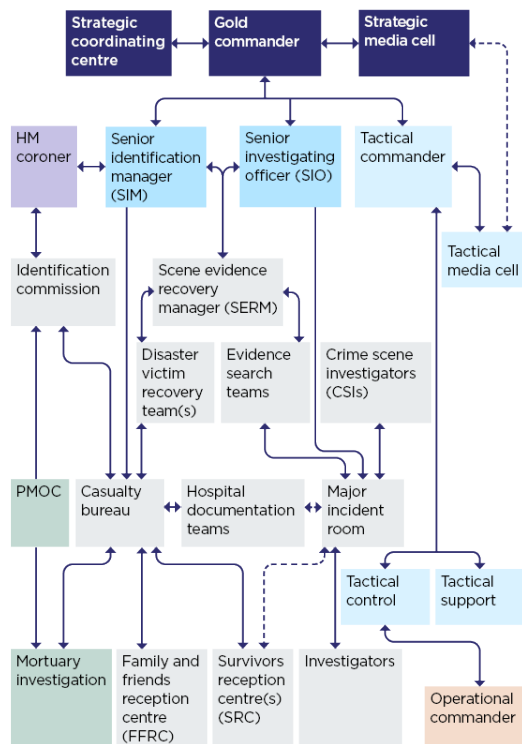 Strategic
coordinating
centre
Gold
commander
Strategic
media cell
HM
coroner
Senior
identification
manager
(SIM)
Senior
investigating
officer (SIO)
Tactical
commander
Tactical
media cell
Identification
commission
Scene evidence
recovery
manager (SERM)
Disaster
victim
recovery
team(s)
Evidence
search teams
Crime scene
investigators
(CSIs)
PMOC
Casualty
bureau
Hospital
documentation
teams
Major
incident
room
Tactical
control
Tactical
support
Mortuary
investigation
Family and
friends
reception
centre
(FFRC)
Survivors
reception
centre(s)
(SRC)
Investigators
Operational
commander